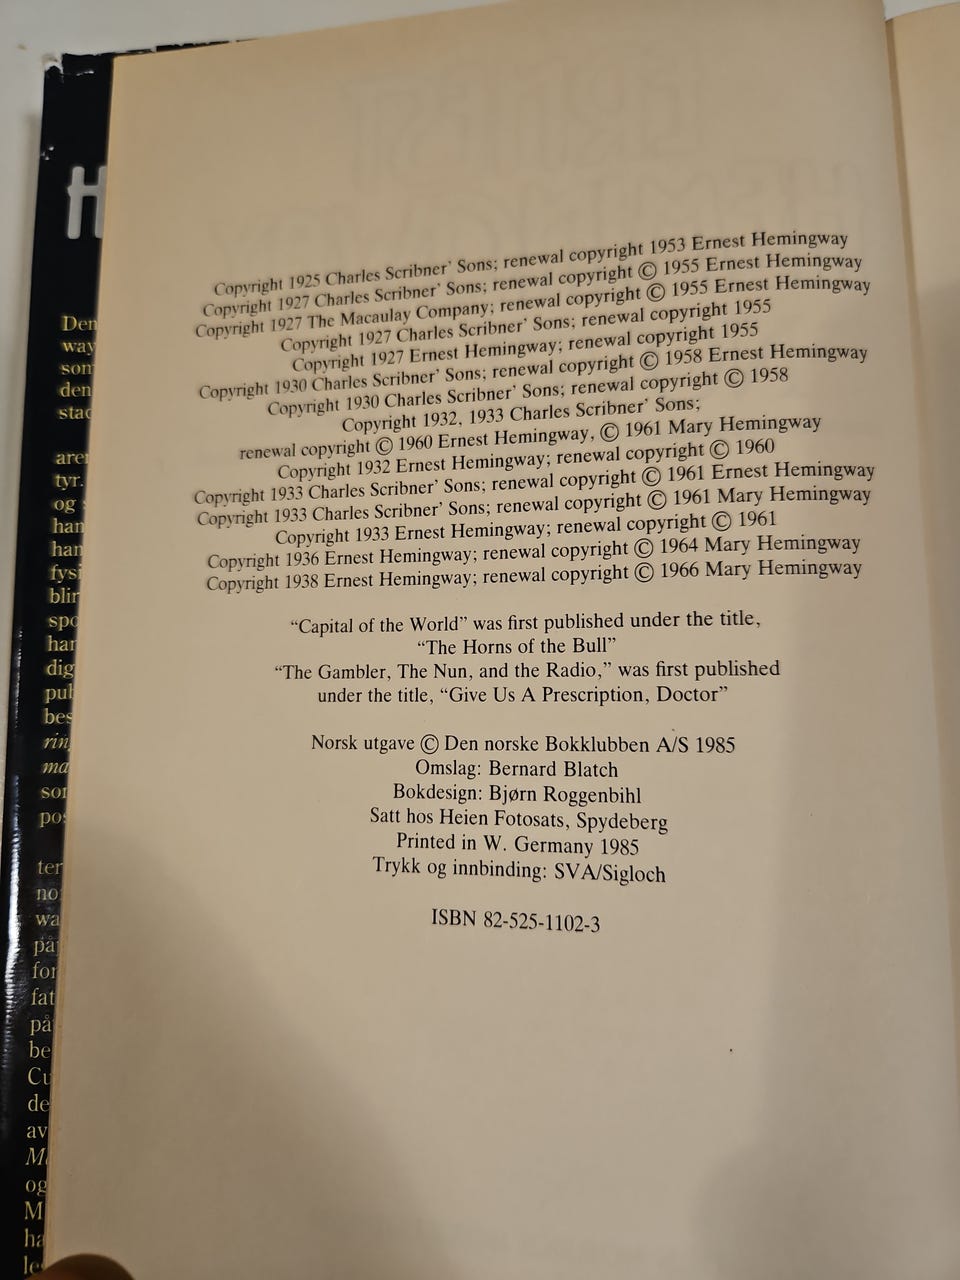 Copyright 1925 Charles Scribner' Sons; renewal copyright 1953 Ernest Hemingway
Copyright 1927 Charles Scribner' Sons; renewal copyright © 1955 Ernest Hemingway
Copyright 1927 The Macaulay Company; renewal copyright © 1955 Ernest Hemingway
Copyright 1927 Charles Scribner' Sons; renewal copyright 1955
Copyright 1927 Ernest Hemingway; renewal copyright 1955
Copyright 1930 Charles Scribner' Sons; renewal copyright © 1958 Ernest Hemingway
Copyright 1930 Charles Scribner' Sons; renewal copyright © 1958
Copyright 1932, 1933 Charles Scribner' Sons;
renewal copyright © 1960 Ernest Hemingway, © 1961 Mary Hemingway
Copyright 1932 Ernest Hemingway; renewal copyright © 1960
Copyright 1933 Charles Scribner' Sons; renewal copyright © 1961 Ernest Hemingway
Copyright 1933 Charles Scribner' Sons; renewal copyright © 1961 Mary Hemingway
Copyright 1933 Ernest Hemingway; renewal copyright © 1961
Copyright 1936 Ernest Hemingway; renewal copyright © 1964 Mary Hemingway
Copyright 1938 Ernest Hemingway; renewal copyright © 1966 Mary Hemingway
“Capital of the World” was first published under the title,
“The Horns of the Bull”
“The Gambler, The Nun, and the Radio,” was first published
under the title, “Give Us A Prescription, Doctor”
Norsk utgave © Den norske Bokklubben A/S 1985
Omslag: Bernard Blatch
Bokdesign: Bjørn Roggenbihl
Satt hos Heien Fotosats, Spydeberg
Printed in W. Germany 1985
Trykk og innbinding: SVA/Sigloch
ISBN 82-525-1102-3